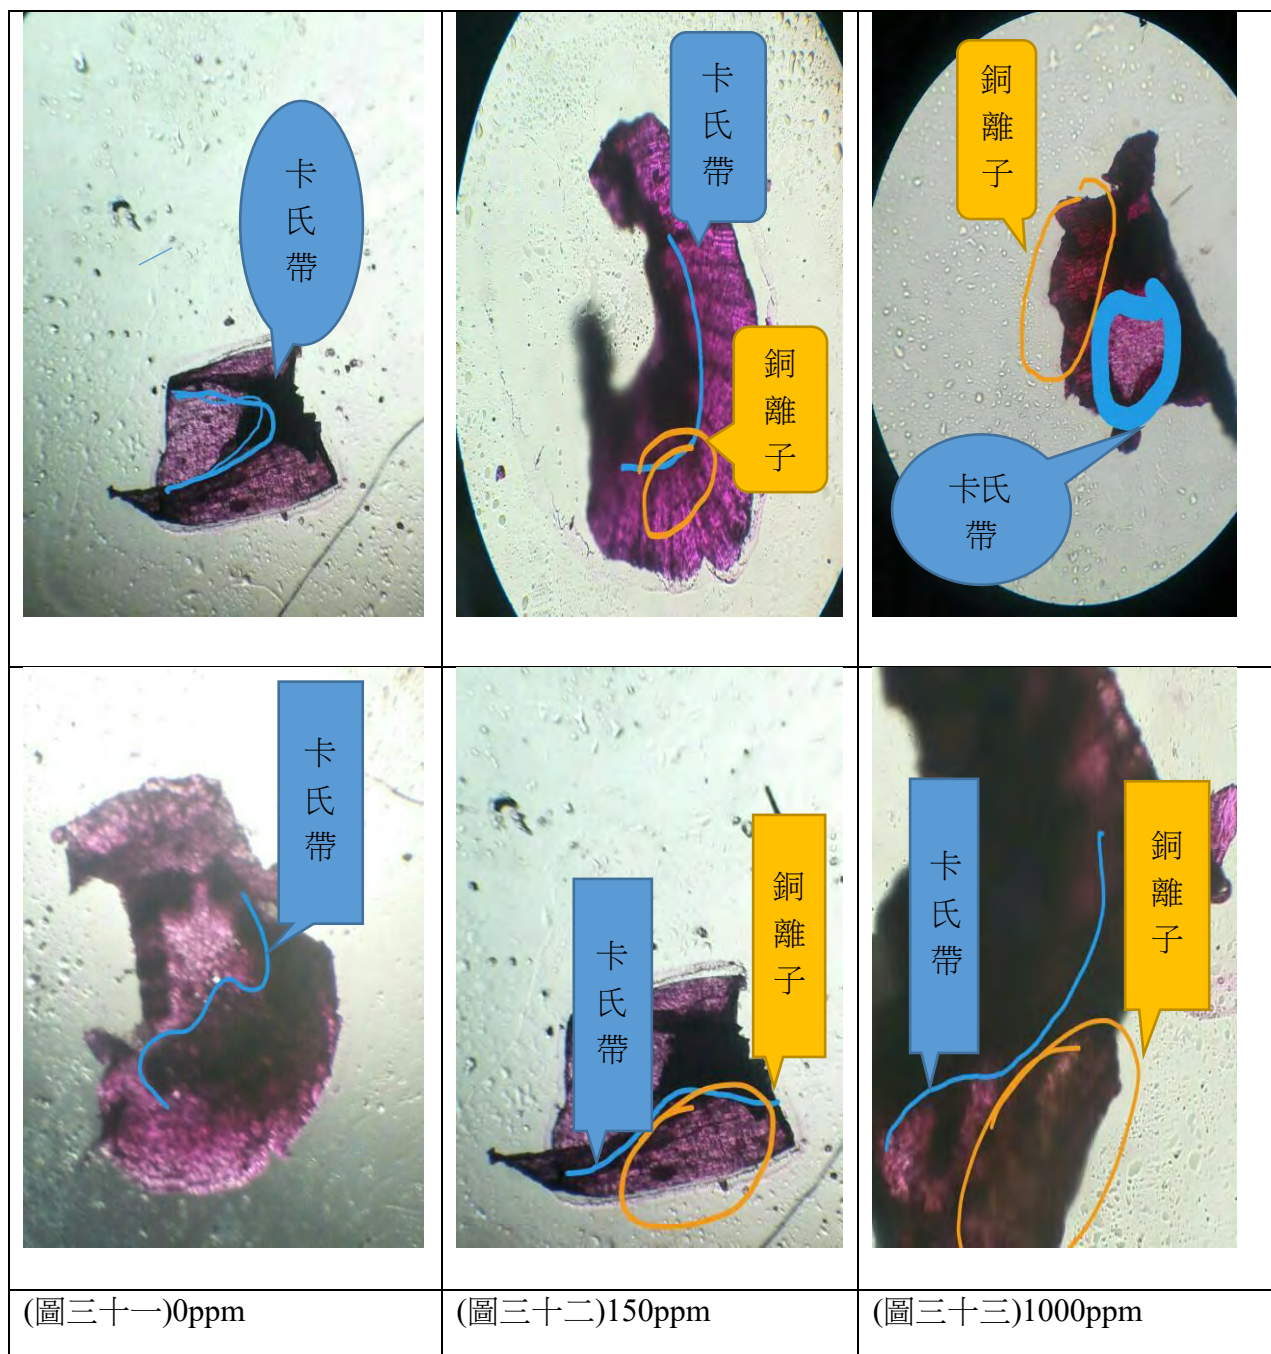 卡氏帶
卡氏帶
銅離子
銅離子
卡氏
帶
卡氏帶
卡氏帶
銅離子
卡氏帶
銅離子
(圖三十一)0ppm
(圖三十二)150ppm
(圖三十三)1000ppm